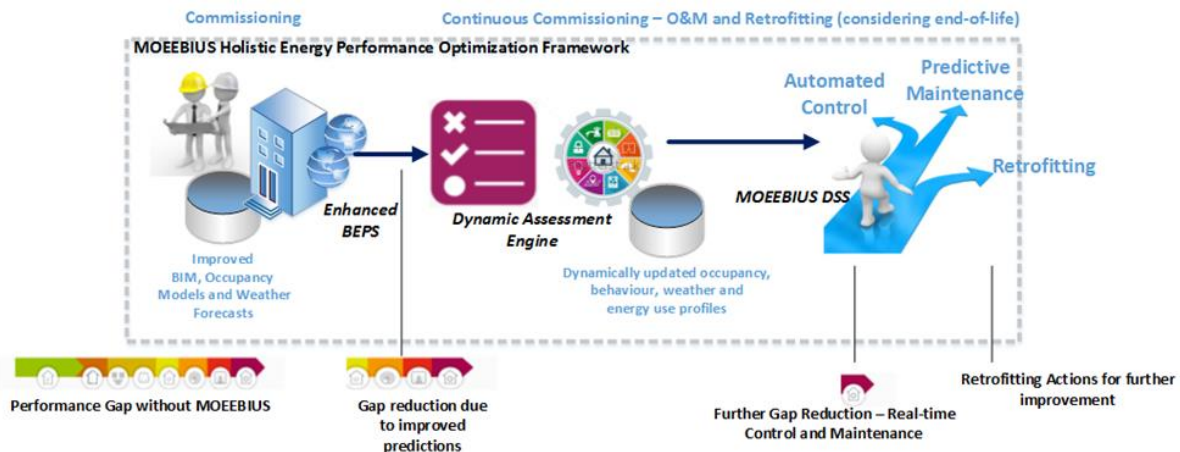 Commissioning
Continuous Commissioning – O&M and Retrofitting (considering end-of-life)
MOEEBIUS Holistic Energy Performance Optimization Framework
Automated
Control
Predictive
Maintenance
Retrofitting
Enhanced
BEPS
Dynamic Assessment
Engine
MOEEBIUS DSS
Improved
BIM, Occupancy
Models and Weather
Forecasts
Dynamically updated occupancy,
behaviour, weather and
energy use profiles
Performance Gap without MOEEBIUS
Gap reduction due
to improved
predictions
Further Gap Reduction – Real-time
Control and Maintenance
Retrofitting Actions for further
improvement